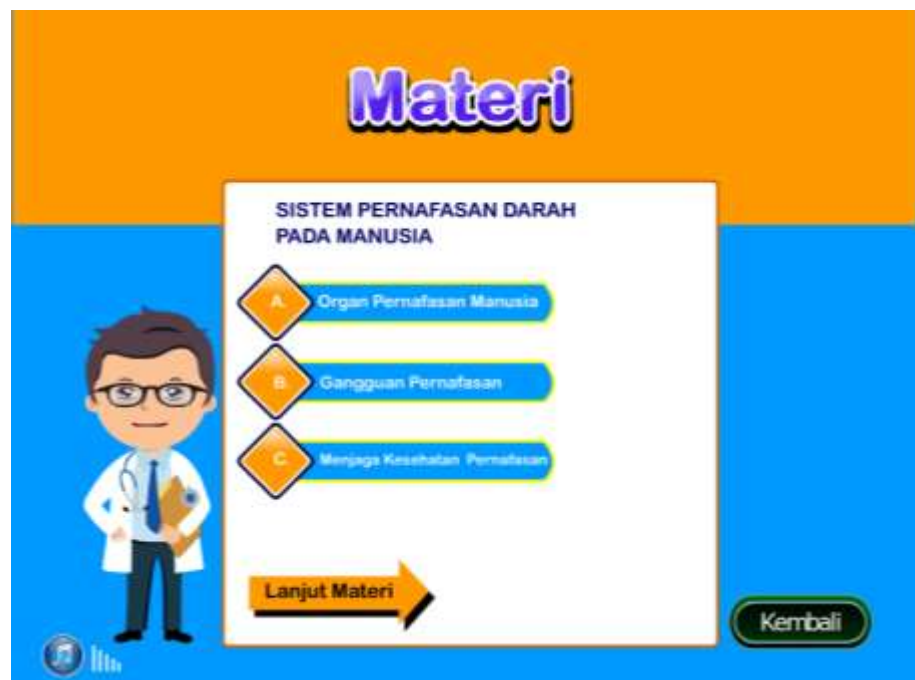 Materi
SISTEM PERNAFASAN DARAH
PADA MANUSIA
A. Organ Pernafasan Manusia
B. Gangguan Pernafasan
C. Menjaga Kesehatan Pernafasan
Lanjut Materi
Kembali